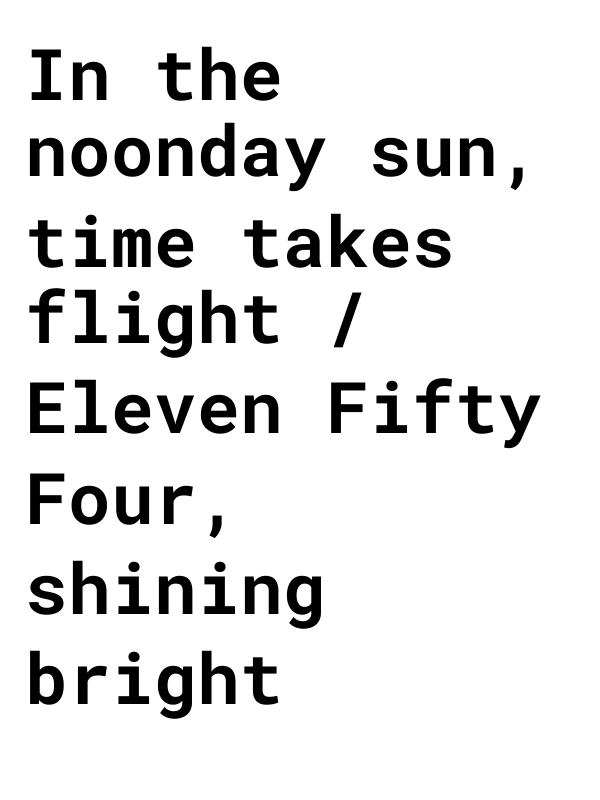 In the
noonday sun,
time takes
flight /
Eleven Fifty
Four,
shining
bright